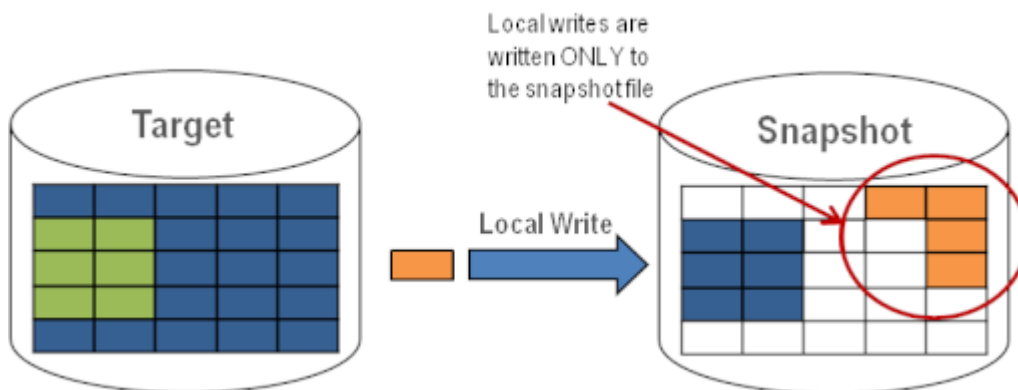 Local writes are
written ONLY to
the snapshot file
Target
Snapshot
Local Write